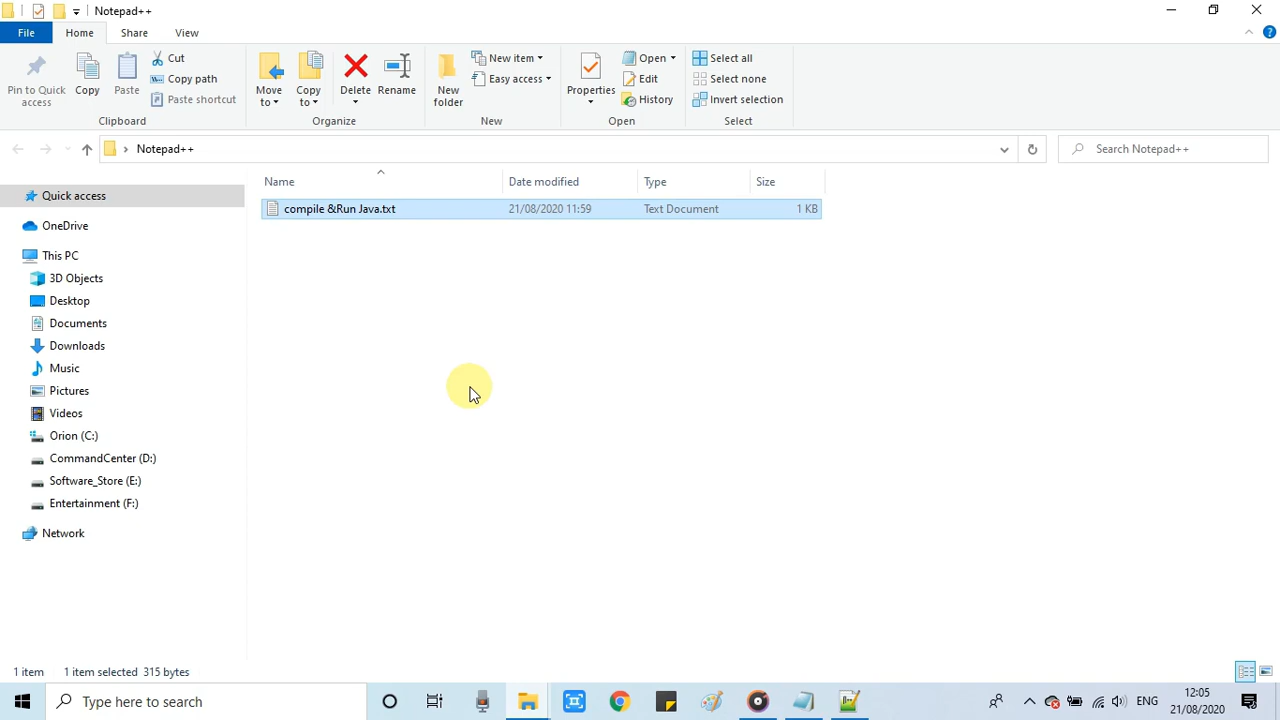 Notepad++
File Home Share View
Pin to Quick access
Copy
Paste
Cut
Copy path
Paste shortcut
Clipboard
Move to
Copy to
Delete
Rename
Organize
New folder
New item
Easy access
New
Properties
Open
Edit
History
Open
Select all
Select none
Invert selection
Select
Notepad++
Search Notepad++
Name Date modified Type Size
compile &Run Java.txt 21/08/2020 11:59 Text Document 1 KB
Quick access
OneDrive
This PC
3D Objects
Desktop
Documents
Downloads
Music
Pictures
Videos
Orion (C:)
CommandCenter (D:)
Software_Store (E:)
Entertainment (F:)
Network
1 item 1 item selected 315 bytes
Type here to search
ENG
12:05
21/08/2020